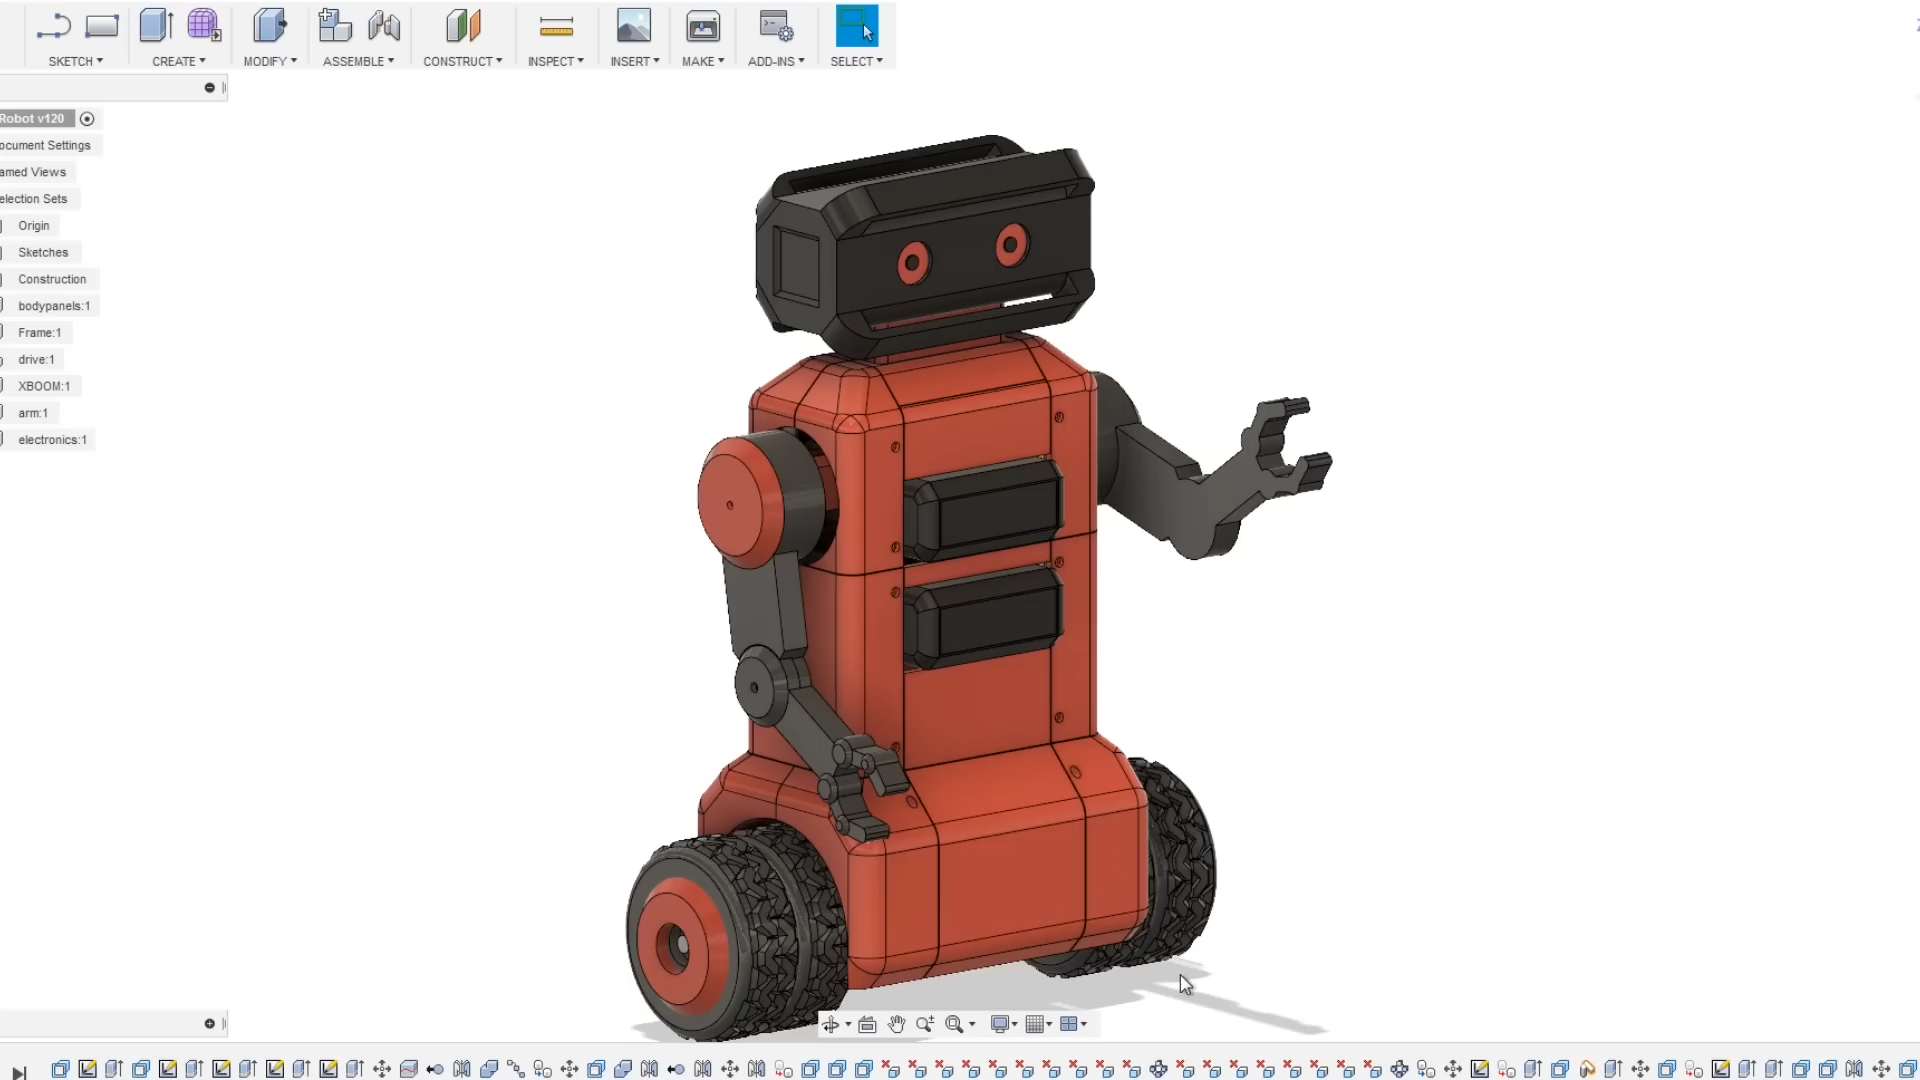 SKETCH CREATE MODIFY ASSEMBLE CONSTRUCT INSPECT INSERT MAKE ADD-INS SELECT
Robot v120
ocument Settings
amed Views
election Sets
Origin
Sketches
Construction
bodypanels:1
Frame:1
drive:1
XBOOM:1
arm:1
electronics:1